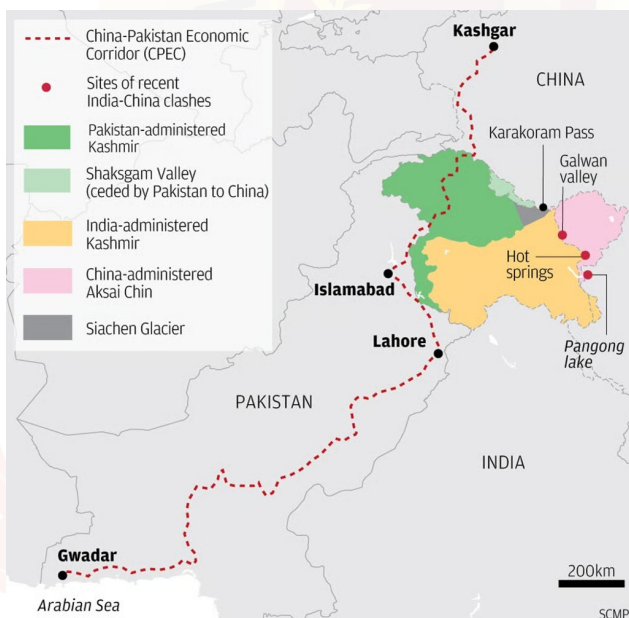 China-Pakistan Economic
Corridor (CPEC)
Sites of recent
India-China clashes
Pakistan-administered
Kashmir
Shaksgam Valley
(ceded by Pakistan to China)
India-administered
Kashmir
China-administered
Aksai Chin
Siachen Glacier
Kashgar
CHINA
Karakoram Pass
Galwan
valley
Hot
springs
Islamabad
Lahore
Pangong
lake
PAKISTAN
INDIA
Gwadar
Arabian Sea
200km
SCMP